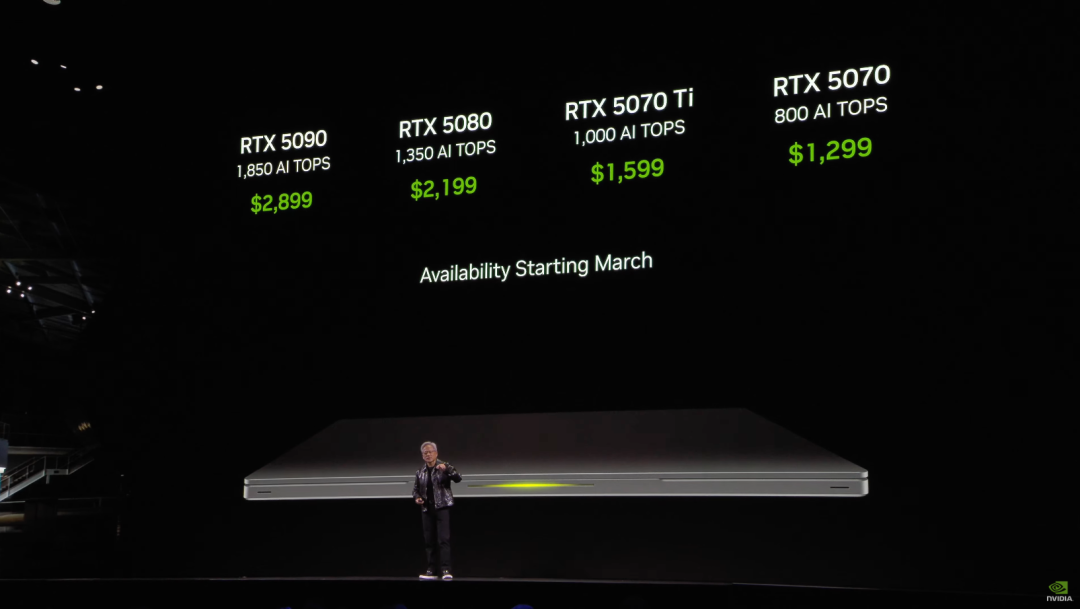 RTX 5090
1,850 AI TOPS
$2,899
RTX 5080
1,350 AI TOPS
$2,199
RTX 5070 Ti
1,000 AI TOPS
$1,599
RTX 5070
800 AI TOPS
$1,299
Availability Starting March
NVIDIA